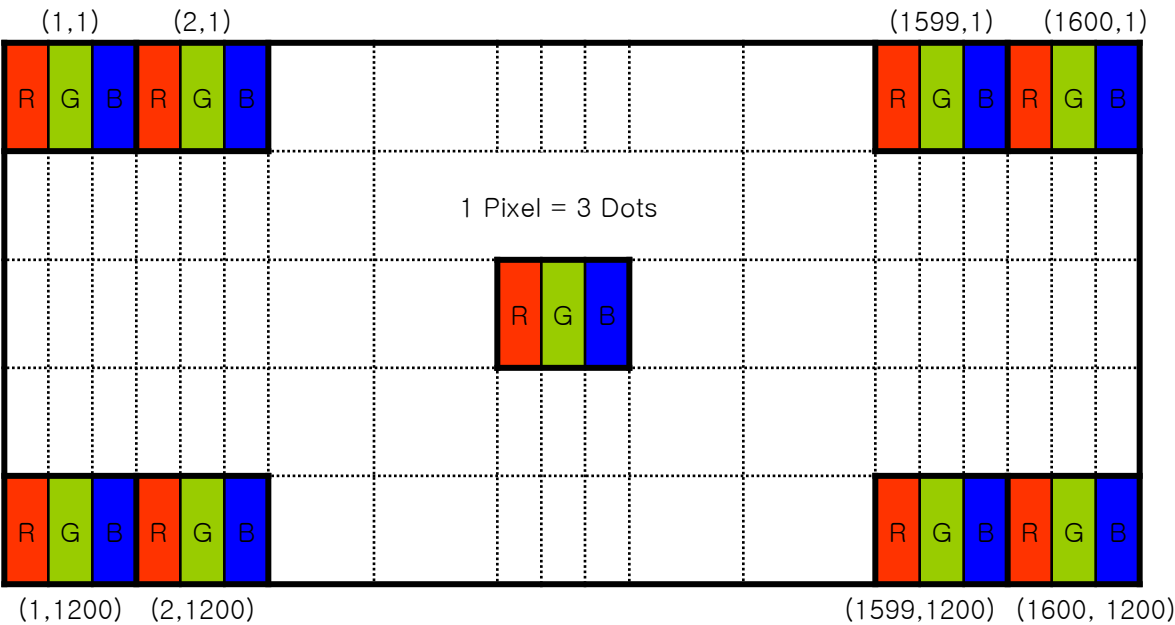 (1,1) (2,1) (1599,1) (1600,1)
R G B R G B R G B R G B
1 Pixel = 3 Dots
R G B
R G B R G B R G B R G B
(1,1200) (2,1200) (1599,1200) (1600, 1200)